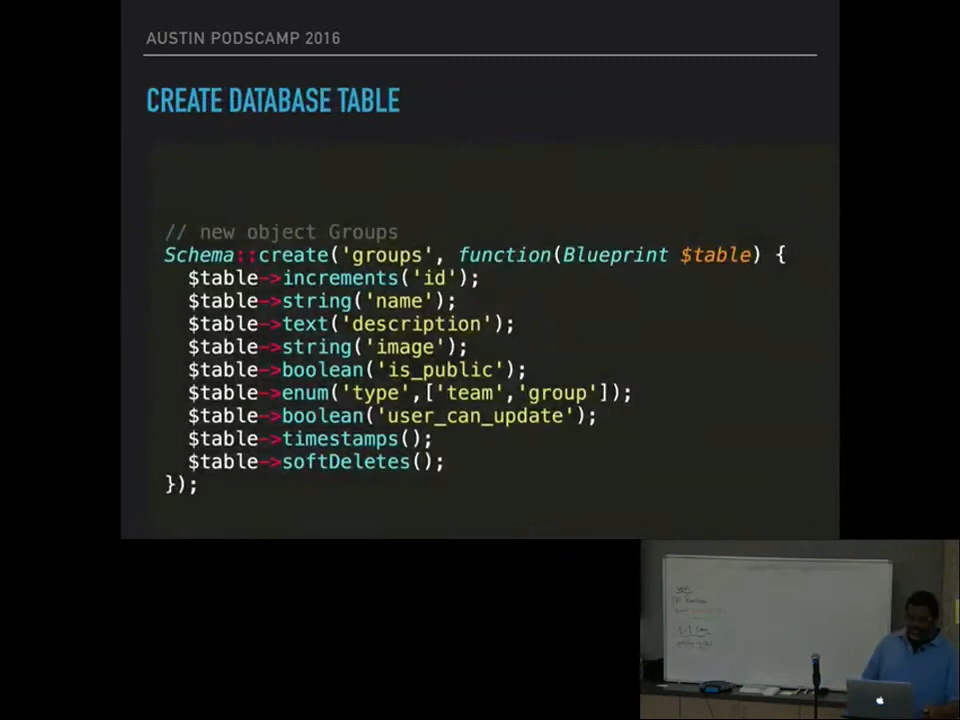 AUSTIN PODSCAMP 2016
CREATE DATABASE TABLE
// new object Groups
Schema::create('groups', function(Blueprint $table) {
  $table->increments('id');
  $table->string('name');
  $table->text('description');
  $table->string('image');
  $table->boolean('is_public');
  $table->enum('type',['team','group']);
  $table->boolean('user_can_update');
  $table->timestamps();
  $table->softDeletes();
});